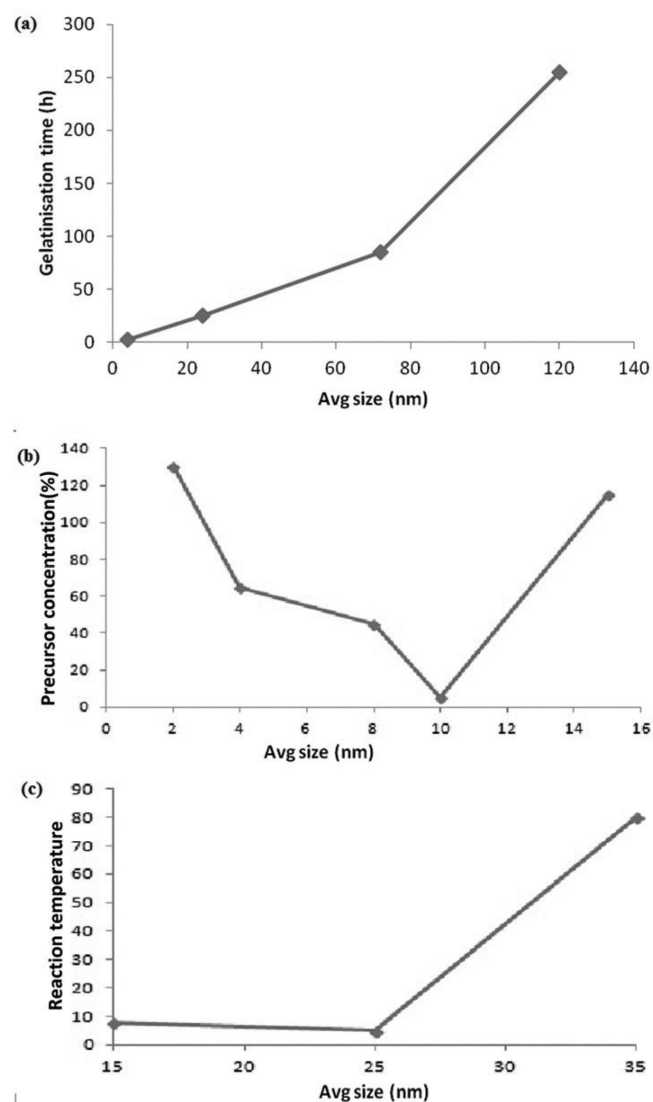 (a)
300
250
200
150
100
50
0
Gelatinisation time (h)
0 20 40 60 80 100 120 140
Avg size (nm)
(b)
140
120
100
80
60
40
20
0
Precursor concentration(%)
0 2 4 6 8 10 12 14 16
Avg size (nm)
(c)
90
80
70
60
50
40
30
20
10
0
Reaction temperature
15 20 25 30 35
Avg size (nm)